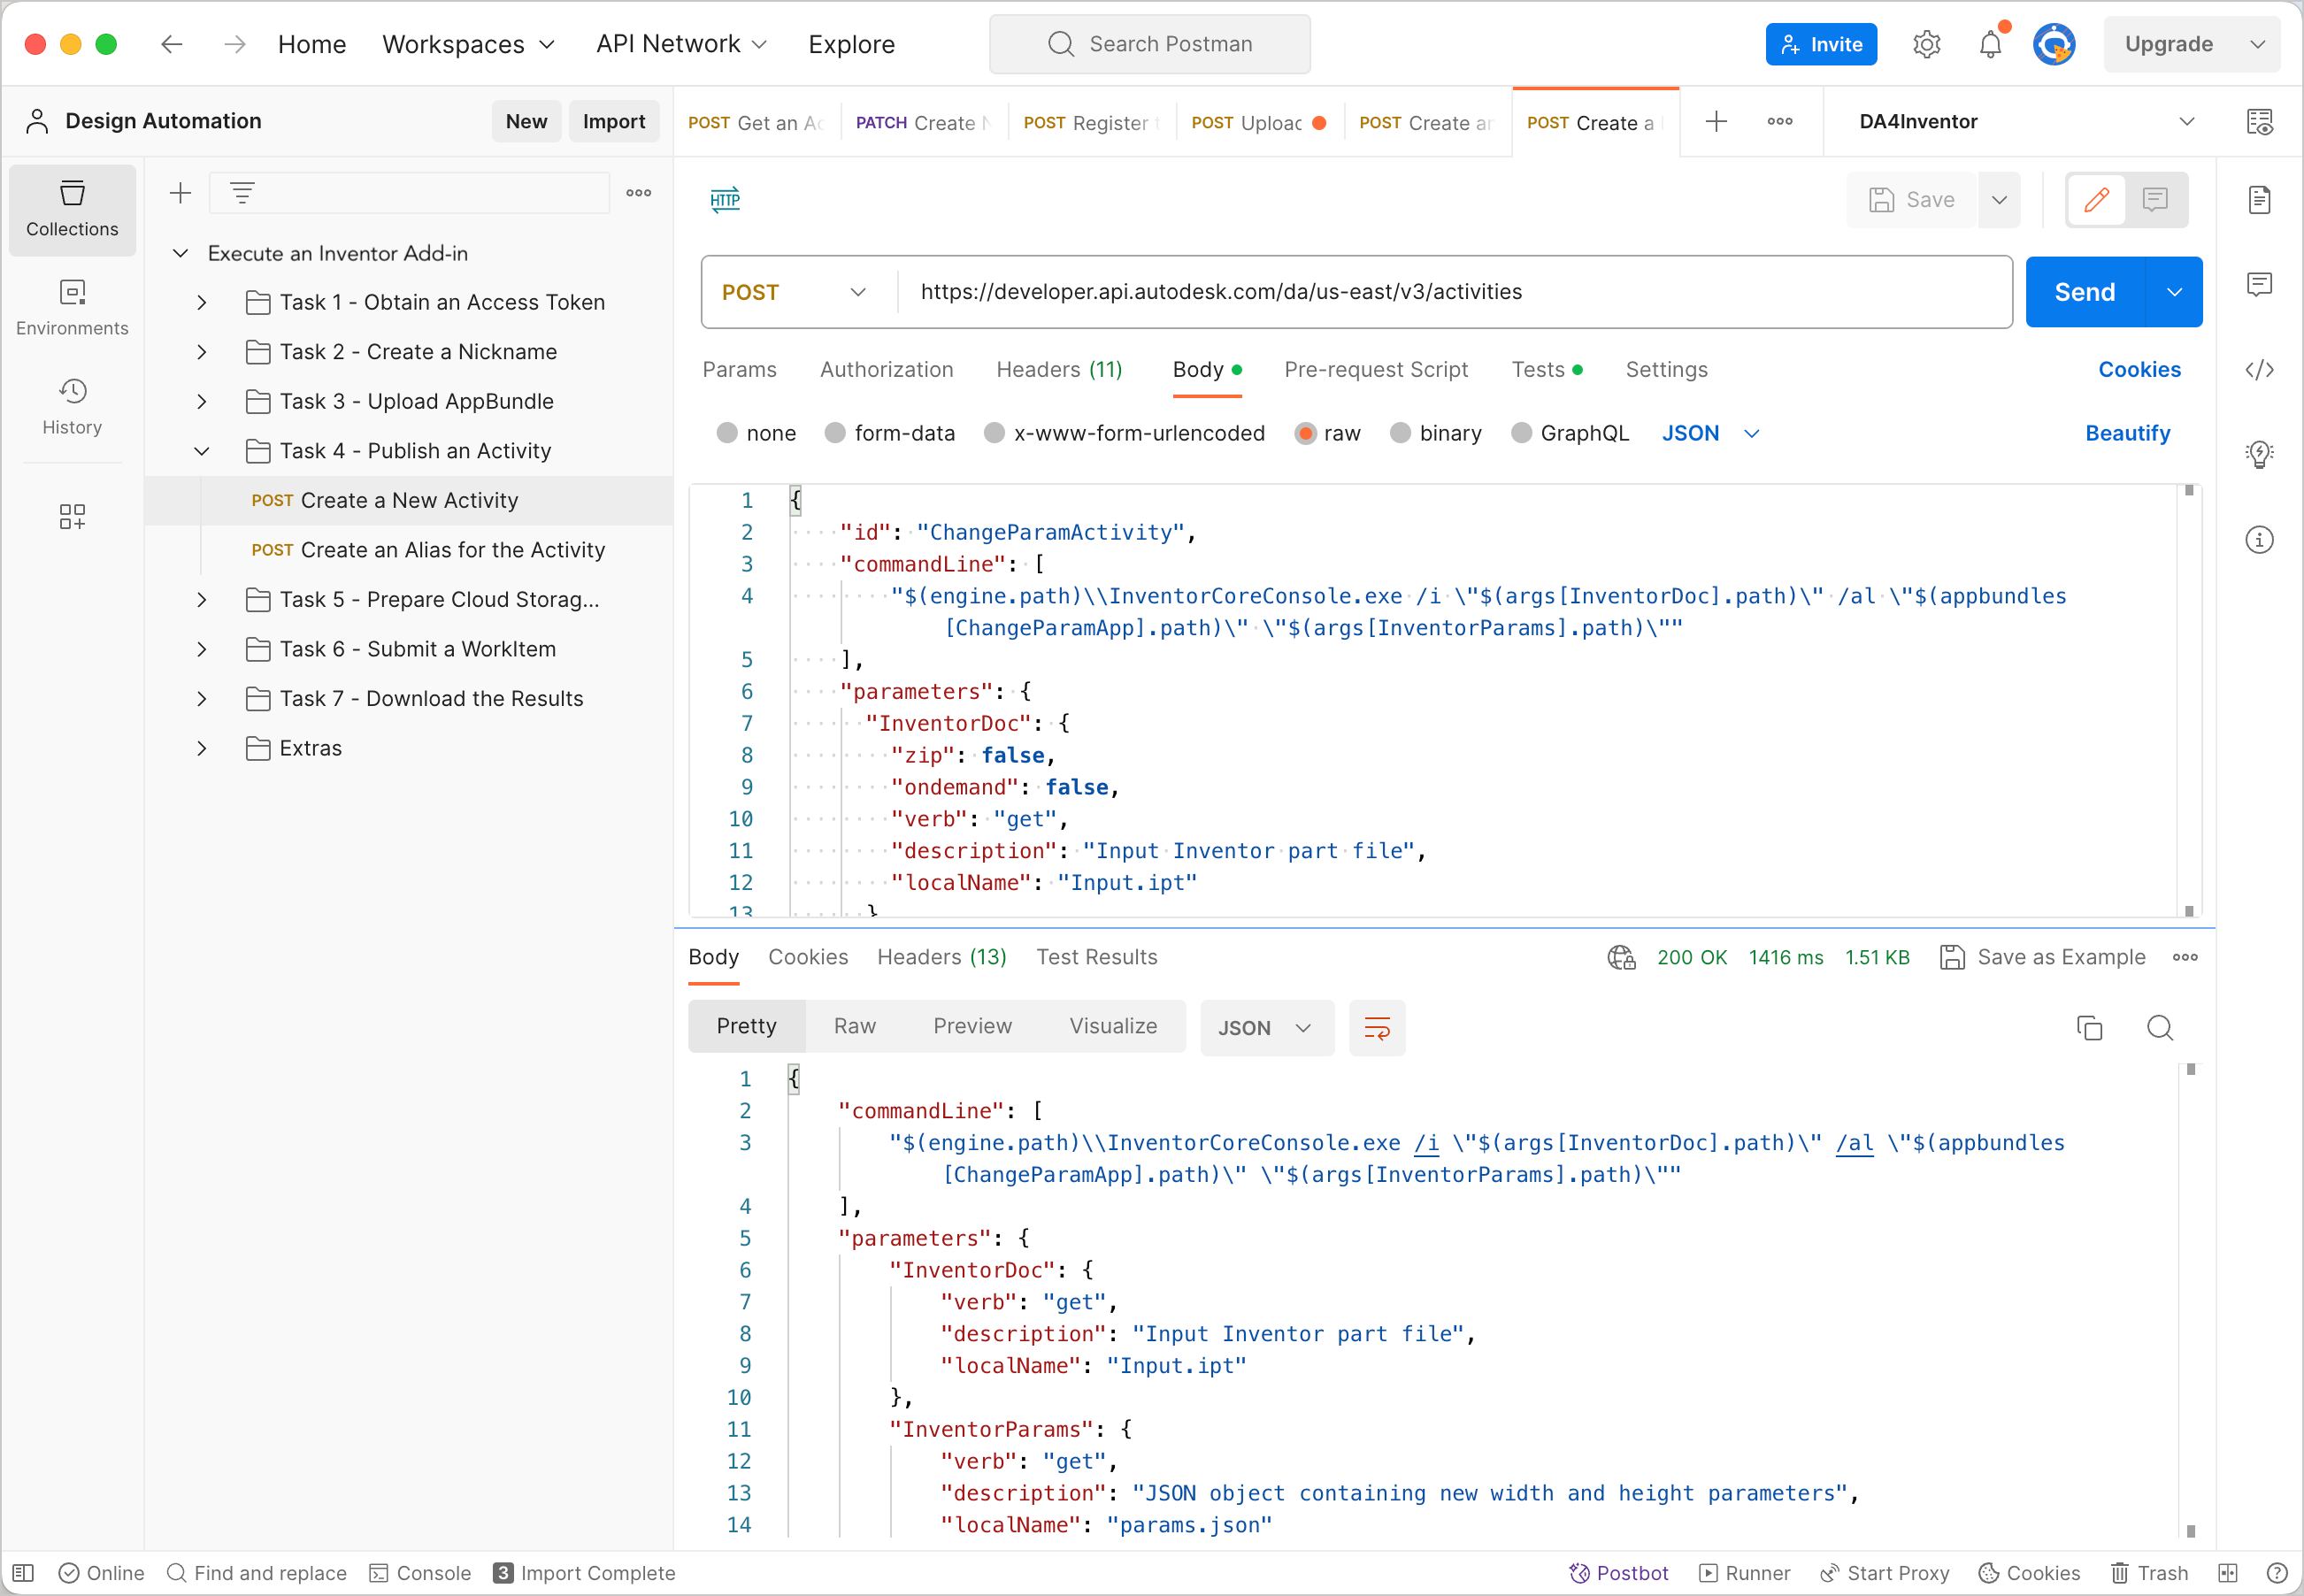 Home Workspaces API Network Explore Search Postman Invite Upgrade
Design Automation New Import
POST Get an Ac PATCH Create N POST Register t POST Upload POST Create an POST Create a DA4Inventor
Collections
Environments
History
Execute an Inventor Add-in
Task 1 - Obtain an Access Token
Task 2 - Create a Nickname
Task 3 - Upload AppBundle
Task 4 - Publish an Activity
POST Create a New Activity
POST Create an Alias for the Activity
Task 5 - Prepare Cloud Storag...
Task 6 - Submit a WorkItem
Task 7 - Download the Results
Extras
HTTP Save
POST https://developer.api.autodesk.com/da/us-east/v3/activities Send
Params Authorization Headers (11) Body Pre-request Script Tests Settings Cookies
none form-data x-www-form-urlencoded raw binary GraphQL JSON Beautify
1 {
2 "id": "ChangeParamActivity",
3 "commandLine": [
4 "$(engine.path)\\InventorCoreConsole.exe /i \"$(args[InventorDoc].path)\" /al \"$(appbundles
[ChangeParamApp].path)\" \"$(args[InventorParams].path)\""
5 ],
6 "parameters": {
7 "InventorDoc": {
8 "zip": false,
9 "ondemand": false,
10 "verb": "get",
11 "description": "Input Inventor part file",
12 "localName": "Input.ipt"
13 }
Body Cookies Headers (13) Test Results 200 OK 1416 ms 1.51 KB Save as Example
Pretty Raw Preview Visualize JSON
1 {
2 "commandLine": [
3 "$(engine.path)\\InventorCoreConsole.exe /i \"$(args[InventorDoc].path)\" /al \"$(appbundles
[ChangeParamApp].path)\" \"$(args[InventorParams].path)\""
4 ],
5 "parameters": {
6 "InventorDoc": {
7 "verb": "get",
8 "description": "Input Inventor part file",
9 "localName": "Input.ipt"
10 },
11 "InventorParams": {
12 "verb": "get",
13 "description": "JSON object containing new width and height parameters",
14 "localName": "params.json"
Online Find and replace Console 3 Import Complete Postbot Runner Start Proxy Cookies Trash